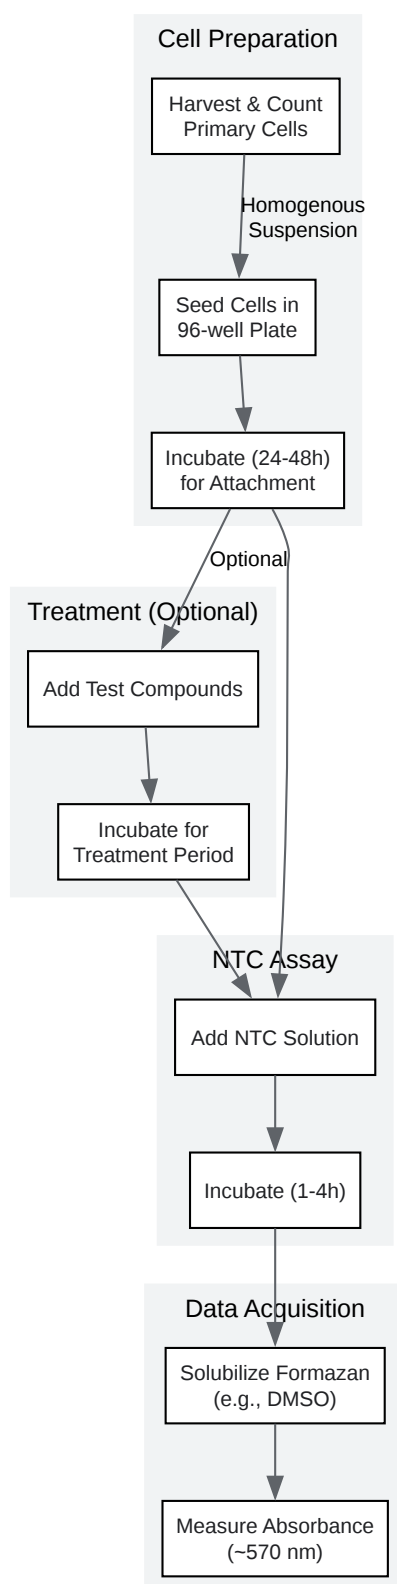 Cell Preparation
Harvest & Count
Primary Cells
Homogenous
Suspension
Seed Cells in
96-well Plate
Incubate (24-48h)
for Attachment
Optional
Treatment (Optional)
Add Test Compounds
Incubate for
Treatment Period
NTC Assay
Add NTC Solution
Incubate (1-4h)
Data Acquisition
Solubilize Formazan
(e.g., DMSO)
Measure Absorbance
(~570 nm)